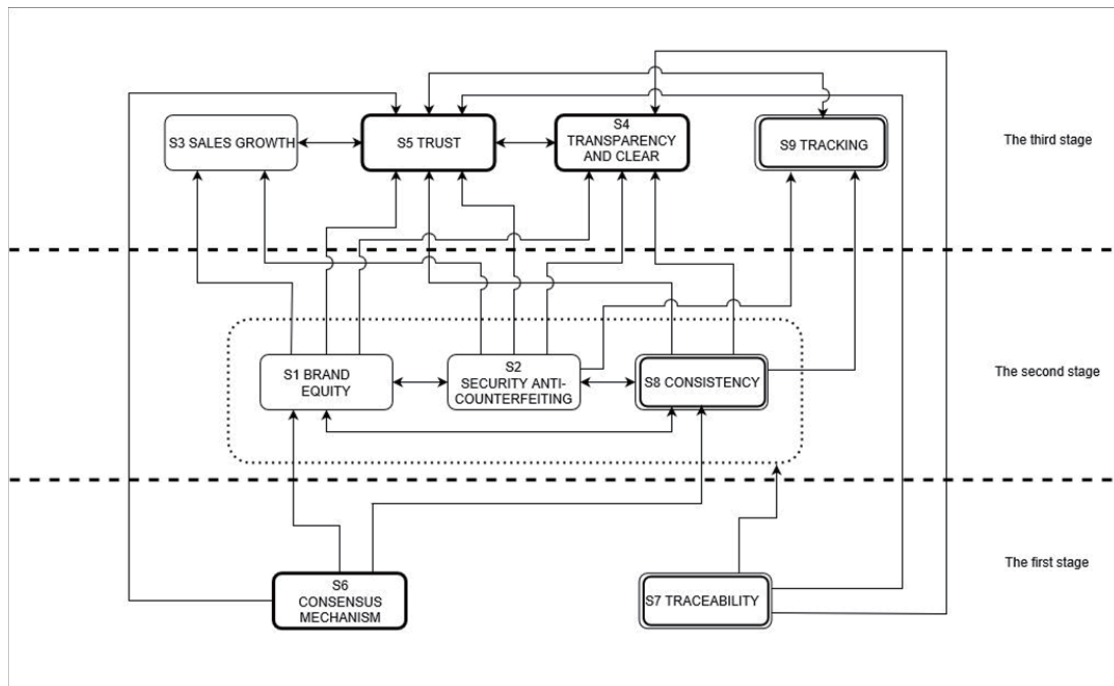 S3 SALES GROWTH
S5 TRUST
S4
TRANSPARENCY
AND CLEAR
S9 TRACKING
The third stage
S1 BRAND
EQUITY
S2
SECURITY ANTI-
COUNTERFEITING
S8 CONSISTENCY
The second stage
S6
CONSENSUS
MECHANISM
S7 TRACEABILITY
The first stage